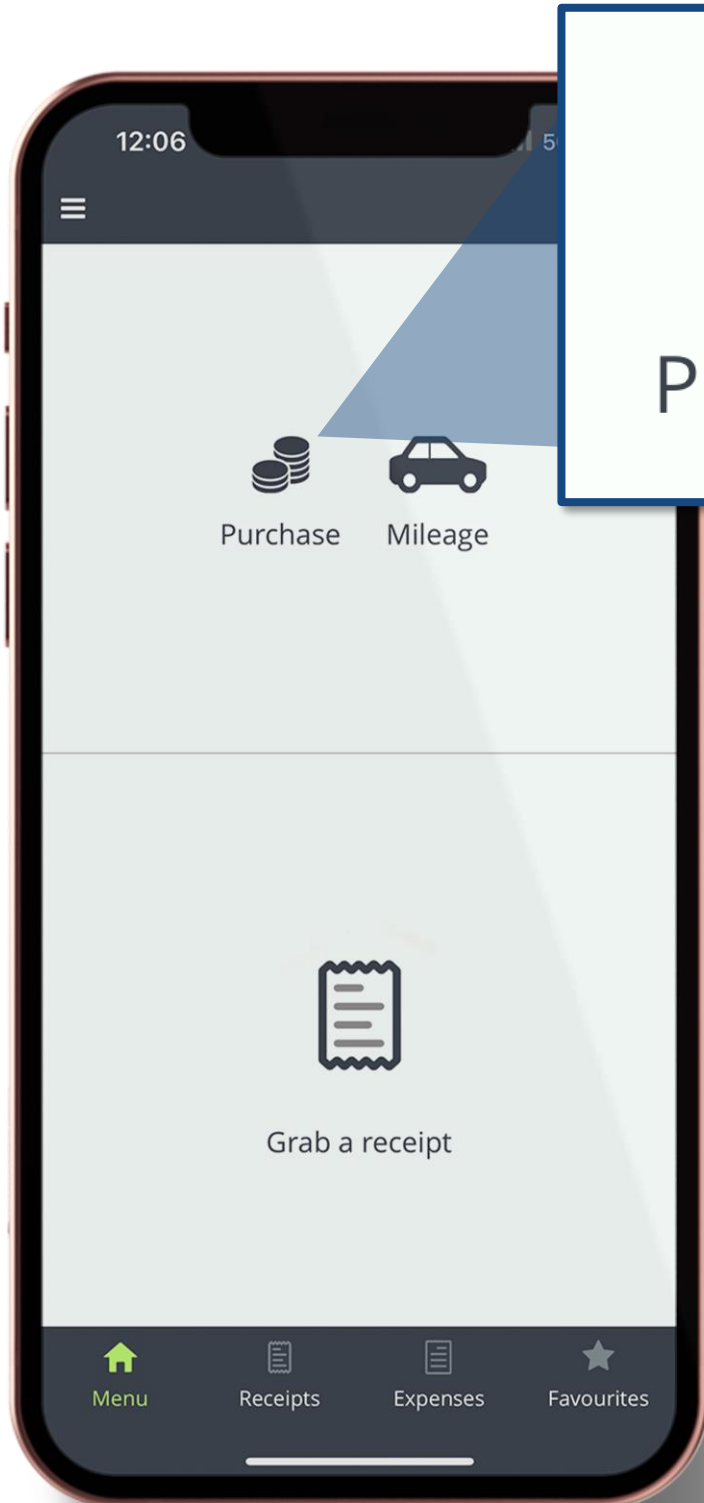 12:06
P
Purchase Mileage
Grab a receipt
Menu Receipts Expenses Favourites